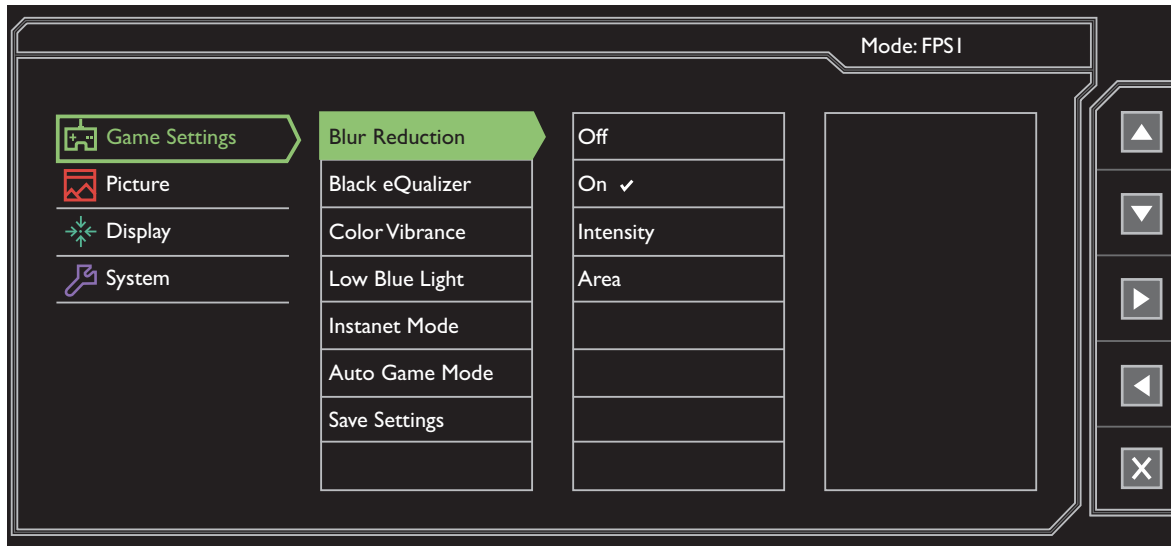 Mode: FPS1
Game Settings
Picture
Display
System
Blur Reduction
Black eQualizer
Color Vibrance
Low Blue Light
Instanet Mode
Auto Game Mode
Save Settings
Off
On ✔
Intensity
Area
X